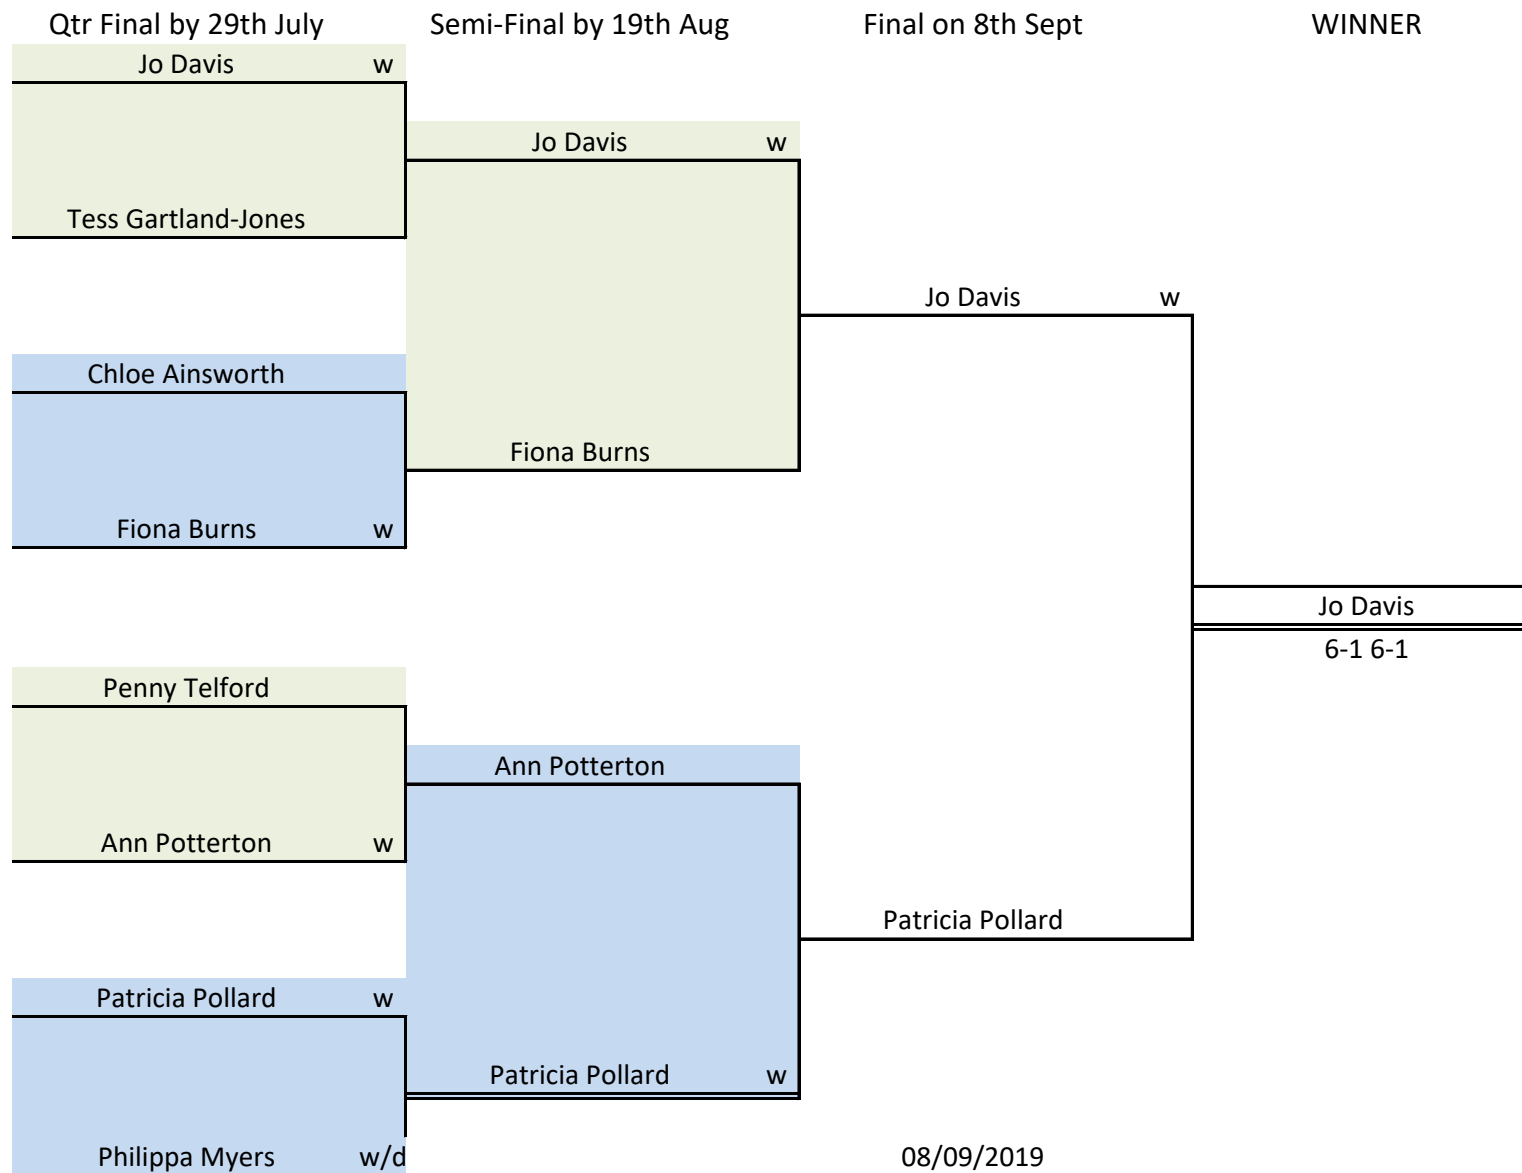 Qtr Final by 29th July Semi-Final by 19th Aug Final on 8th Sept WINNER
Jo Davis w
Jo Davis w
Tess Gartland-Jones
Jo Davis w
Chloe Ainsworth
Fiona Burns
Fiona Burns w
Jo Davis
6-1 6-1
Penny Telford
Ann Potterton
Ann Potterton w
Patricia Pollard
Patricia Pollard w
Patricia Pollard w
Philippa Myers w/d 08/09/2019